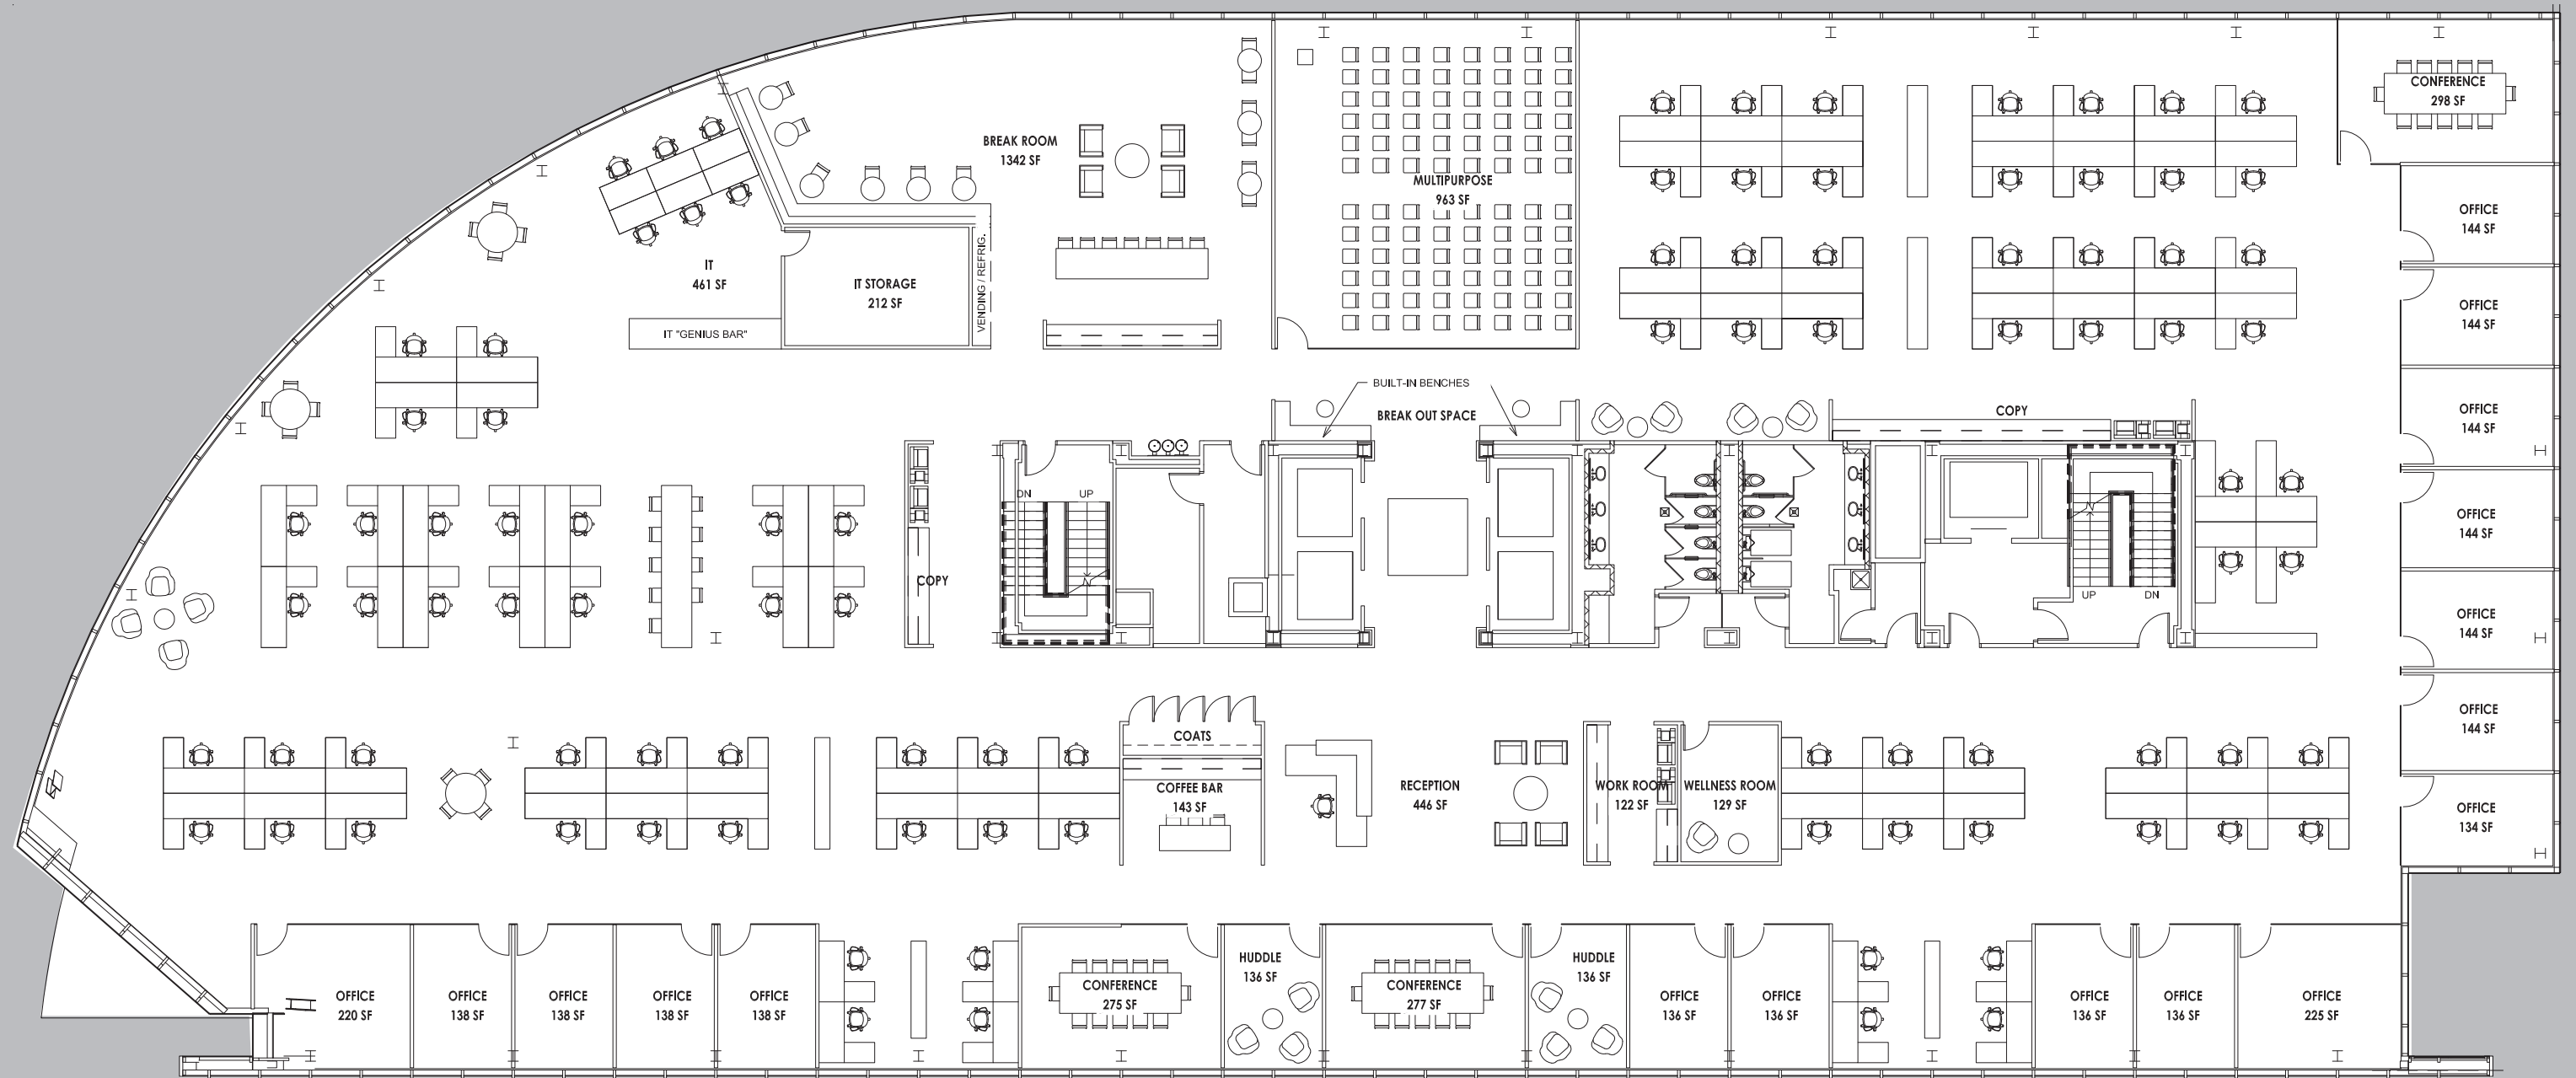 CONFERENCE
298 SF
BREAK ROOM
1342 SF
MULTIPURPOSE
963 SF
OFFICE
144 SF
IT
461 SF
IT STORAGE
212 SF
VENDING / REFRIG.
IT "GENIUS BAR"
OFFICE
144 SF
BUILT-IN BENCHES
BREAK OUT SPACE
COPY
OFFICE
144 SF
DN
UP
OFFICE
144 SF
COPY
UP
DN
OFFICE
144 SF
OFFICE
144 SF
COATS
COFFEE BAR
143 SF
RECEPTION
446 SF
WORK ROOM
122 SF
WELLNESS ROOM
129 SF
OFFICE
134 SF
OFFICE
220 SF
OFFICE
138 SF
OFFICE
138 SF
OFFICE
138 SF
OFFICE
138 SF
CONFERENCE
275 SF
HUDDLE
136 SF
CONFERENCE
277 SF
HUDDLE
136 SF
OFFICE
136 SF
OFFICE
136 SF
OFFICE
136 SF
OFFICE
136 SF
OFFICE
225 SF